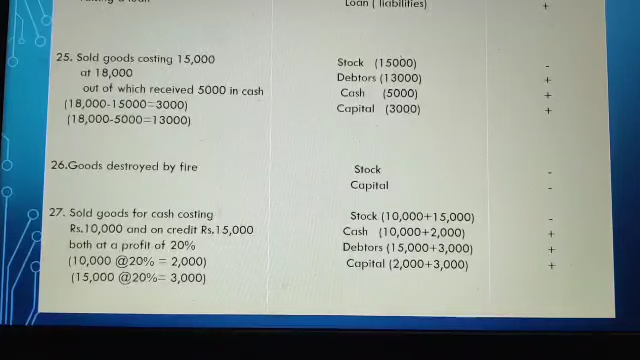 Loan ( liabilities) +
25. Sold goods costing 15,000
at 18,000
out of which received 5000 in cash
(18,000-15000=3000)
(18,000-5000=13000)
Stock (15000) -
Debtors (13000) +
Cash (5000) +
Capital (3000) +
26.Goods destroyed by fire
Stock -
Capital -
27. Sold goods for cash costing
Rs.10,000 and on credit Rs.15,000
both at a profit of 20%
(10,000 @20% = 2,000)
(15,000 @20%= 3,000)
Stock (10,000+15,000) -
Cash (10,000+2,000) +
Debtors (15,000+3,000) +
Capital (2,000+3,000) +